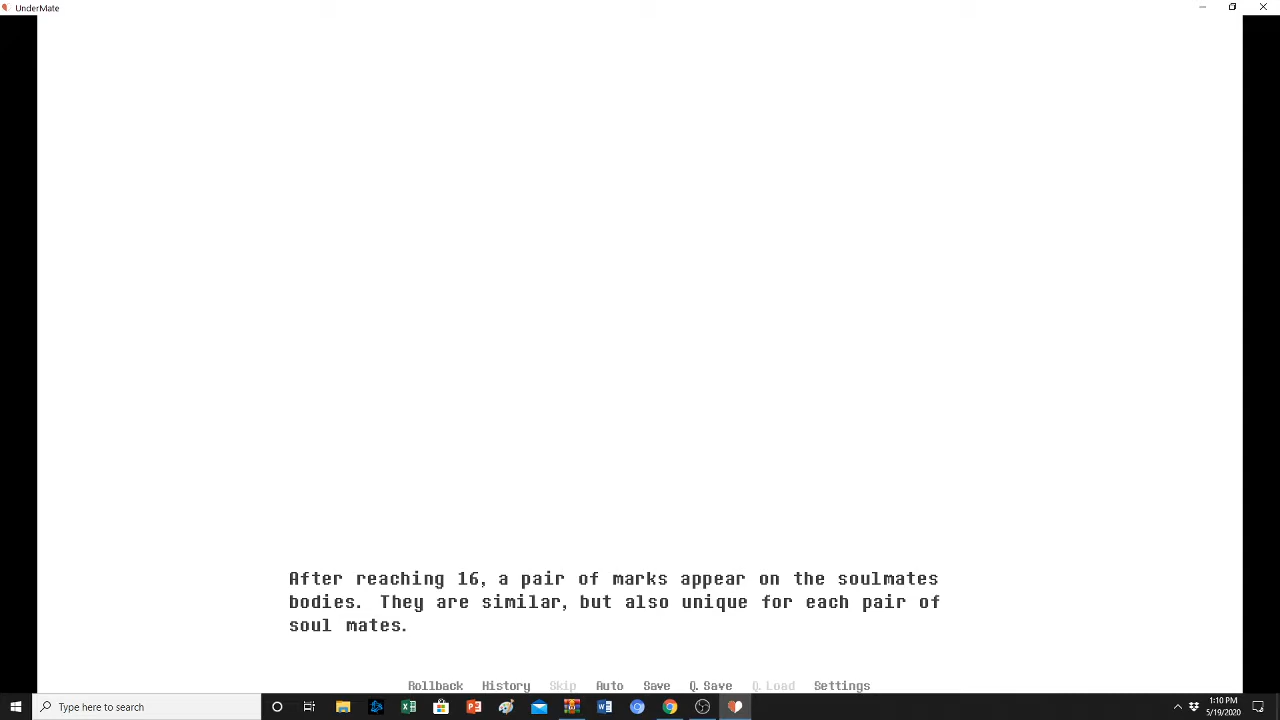 UnderMate
After reaching 16, a pair of marks appear on the soulmates
bodies. They are similar, but also unique for each pair of
soul mates.
Rollback History Skip Auto Save Q.Save Q.Load Settings
Type here to search
1:10 PM
5/19/2020